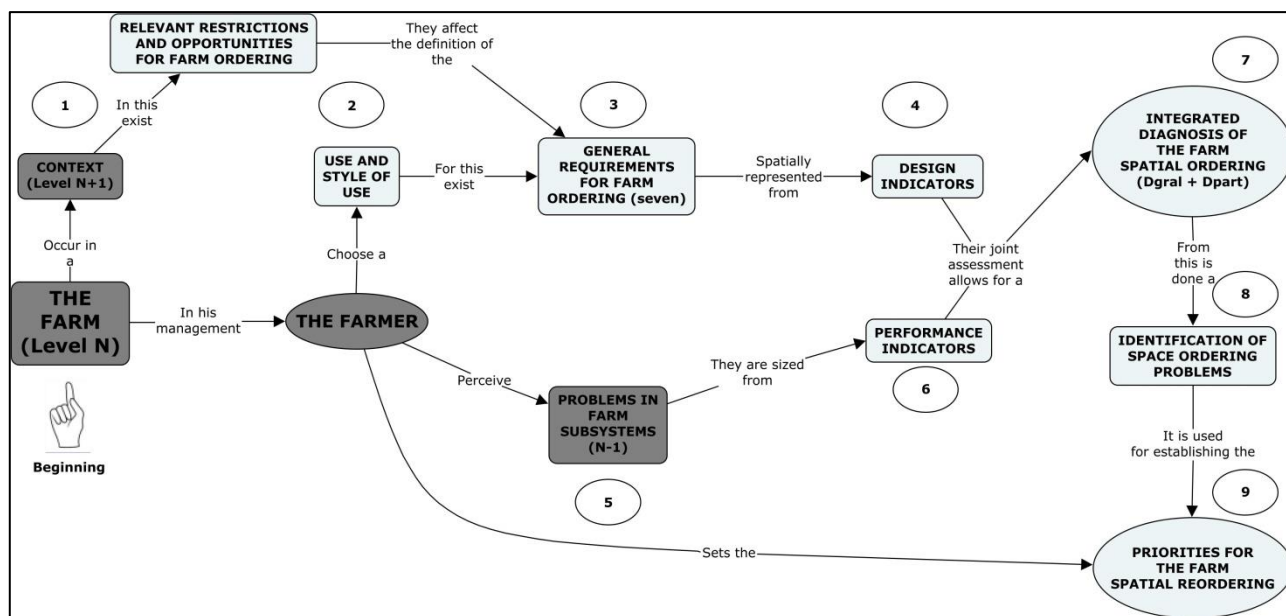 RELEVANT RESTRICTIONS
AND OPPORTUNITIES
FOR FARM ORDERING
They affect
the definition of
the
1
In this
exist
2
3
4
7
CONTEXT
(Level N+1)
USE AND
STYLE OF
USE
For this
exist
GENERAL
REQUIREMENTS
FOR FARM
ORDERING (seven)
Spatially
represented
from
DESIGN
INDICATORS
INTEGRATED
DIAGNOSIS OF
THE FARM
SPATIAL ORDERING
(Dgral + Dpart)
Occur in
a
Choose a
Their joint
assessment
allows for a
From
this is
done a
8
THE
FARM
(Level N)
In his
management
THE FARMER
PERFORMANCE
INDICATORS
6
IDENTIFICATION OF
SPACE ORDERING
PROBLEMS
Perceive
They are sized
from
PROBLEMS IN
FARM
SUBSYSTEMS
(N-1)
5
Beginning
It is used
for establishing the
9
Sets the
PRIORITIES FOR
THE FARM
SPATIAL REORDERING